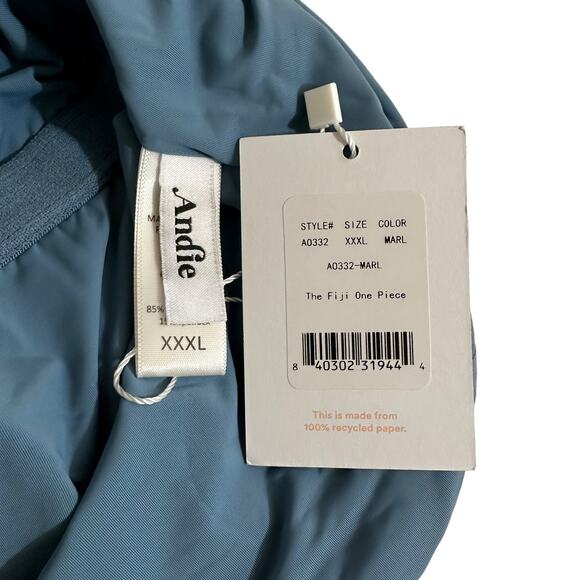 Andie
85%
XXXL
STYLE# SIZE COLOR
A0332 XXXL MARL
A0332-MARL
The Fiji One Piece
8 40302 31944 4
This is made from
100% recycled paper.